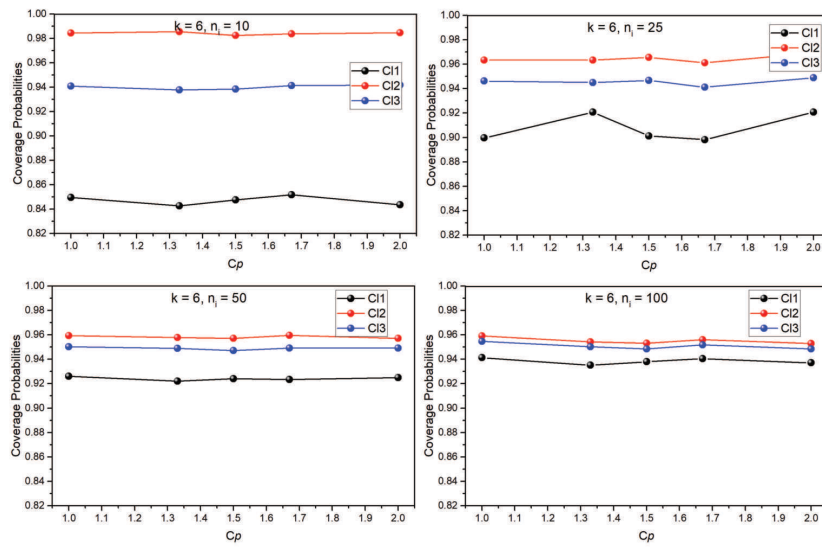 k = 6, nᵢ = 10
CI1
CI2
CI3
Coverage Probabilities
1.00
0.98
0.96
0.94
0.92
0.90
0.88
0.86
0.84
0.82
1.0 1.1 1.2 1.3 1.4 1.5 1.6 1.7 1.8 1.9 2.0
Cp
k = 6, nᵢ = 25
CI1
CI2
CI3
Coverage Probabilities
1.00
0.98
0.96
0.94
0.92
0.90
0.88
0.86
0.84
0.82
1.0 1.1 1.2 1.3 1.4 1.5 1.6 1.7 1.8 1.9 2.0
Cp
k = 6, nᵢ = 50
CI1
CI2
CI3
Coverage Probabilities
1.00
0.98
0.96
0.94
0.92
0.90
0.88
0.86
0.84
0.82
1.0 1.1 1.2 1.3 1.4 1.5 1.6 1.7 1.8 1.9 2.0
Cp
k = 6, nᵢ = 100
CI1
CI2
CI3
Coverage Probabilities
1.00
0.98
0.96
0.94
0.92
0.90
0.88
0.86
0.84
0.82
1.0 1.1 1.2 1.3 1.4 1.5 1.6 1.7 1.8 1.9 2.0
Cp